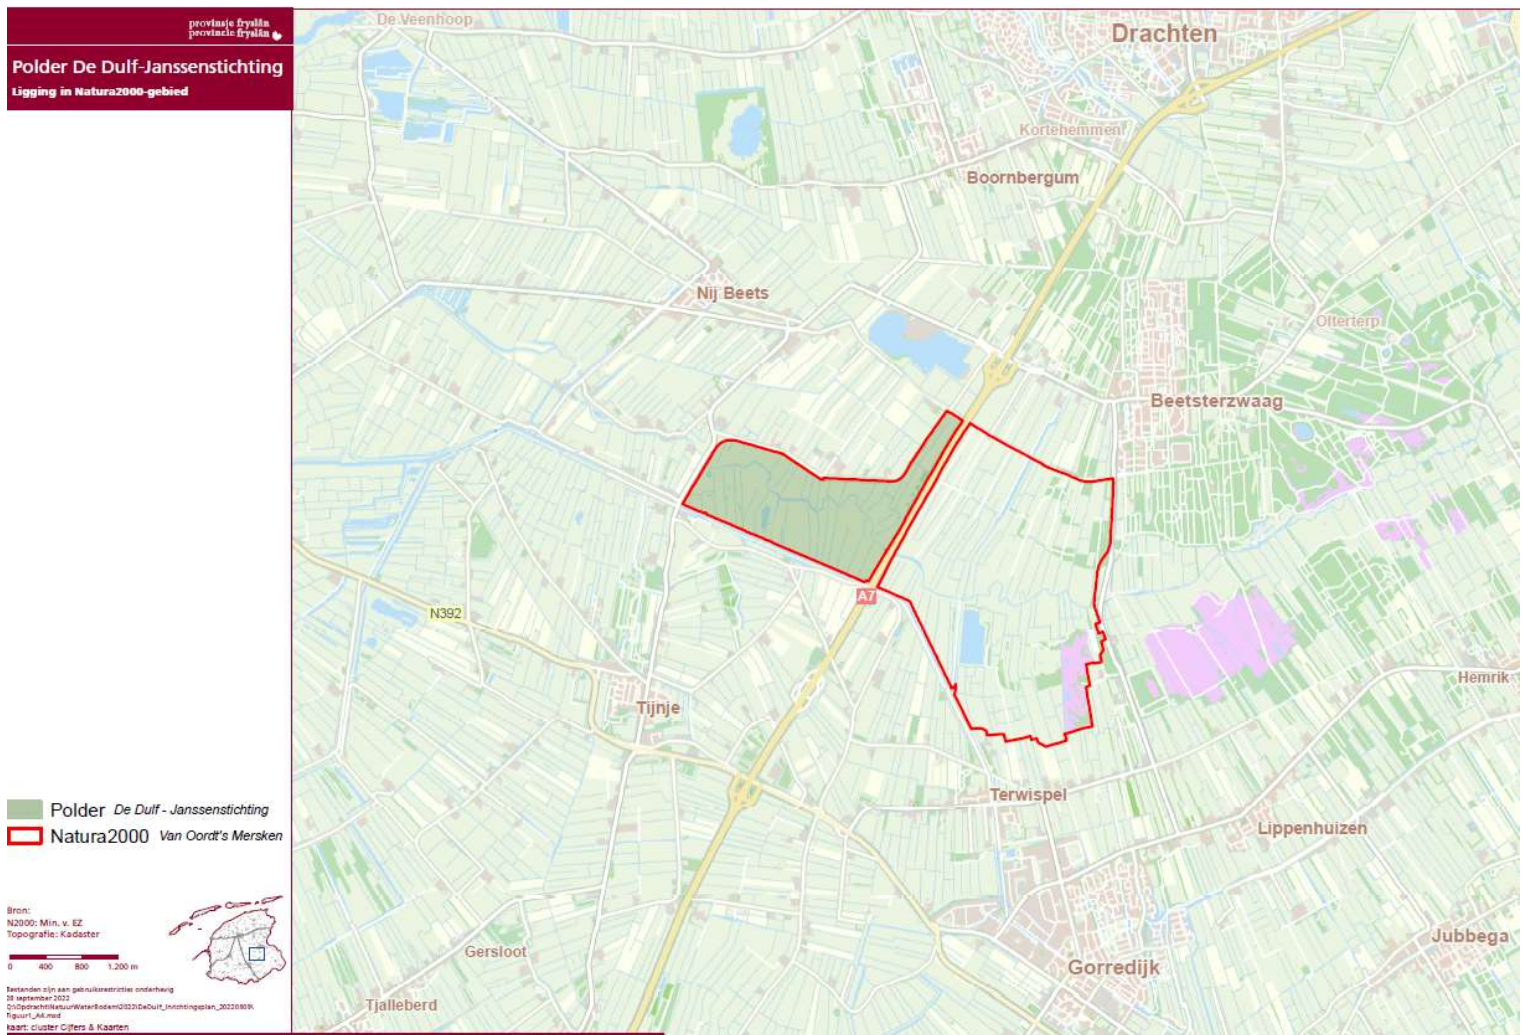 provinsje fryslân
provincie fryslân
Polder De Dulf-Janssenstichting
Ligging in Natura2000-gebied
De Veenhoop
Drachten
Kortehemmen
Boornbergum
Nij Beets
Olterterp
Beetsterzwaag
A7
N392
Hemrik
Tijnje
Terwispel
Lippenhuizen
Gersloot
Jubbega
Gorredijk
Tjalleberd
Polder De Dulf - Janssenstichting
Natura2000 Van Oordt's Mersken
Bron:
N2000: Min. v. EZ
Topografie: Kadaster
0 400 800 1.200 m
Bestanden zijn aan gebruiksrestricties onderhevig
28 september 2022
Figuur1_A4.mxd
kaart: cluster Cijfers & Kaarten